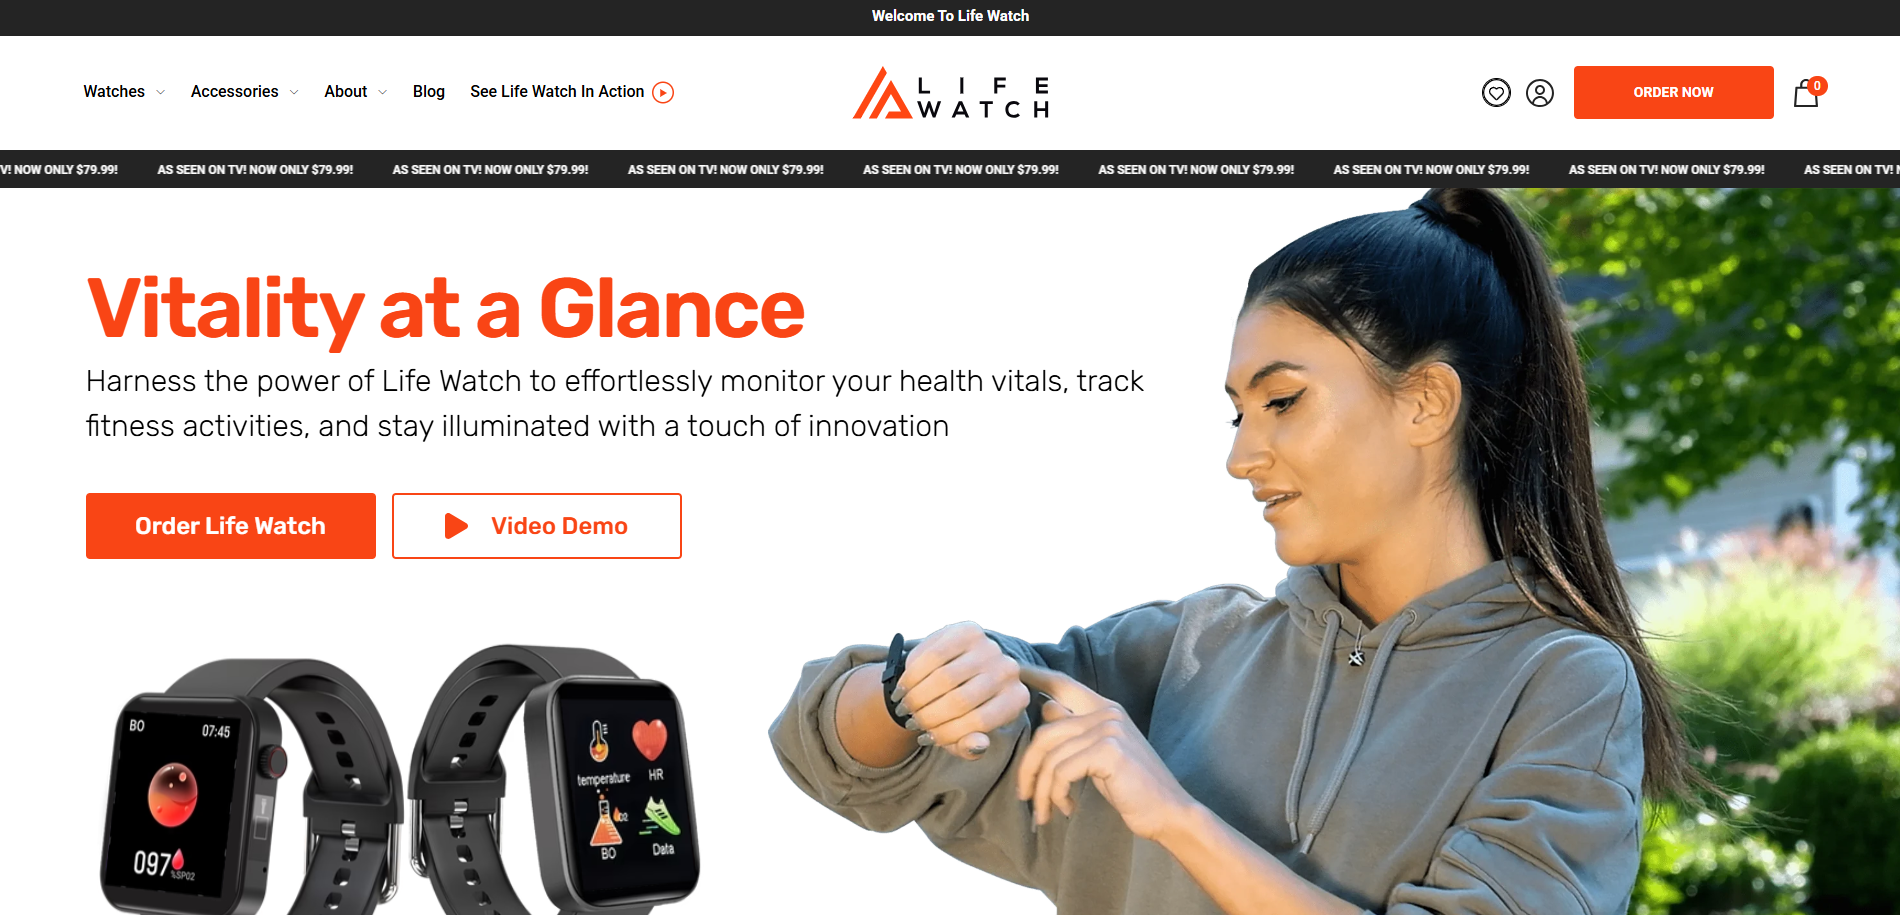 Welcome To Life Watch
Watches
Accessories
About
Blog
See Life Watch In Action
LIFE
WATCH
ORDER NOW
0
V! NOW ONLY $79.99! AS SEEN ON TV! NOW ONLY $79.99! AS SEEN ON TV! NOW ONLY $79.99! AS SEEN ON TV! NOW ONLY $79.99! AS SEEN ON TV! NOW ONLY $79.99! AS SEEN ON TV! NOW ONLY $79.99! AS SEEN ON TV! NOW ONLY $79.99! AS SEEN ON TV! NOW ONLY $79.99! AS SEEN ON TV!
Vitality at a Glance
Harness the power of Life Watch to effortlessly monitor your health vitals, track
fitness activities, and stay illuminated with a touch of innovation
Order Life Watch
Video Demo
BO 07:45
097 %SPO2
temperature HR
O2
BO Data